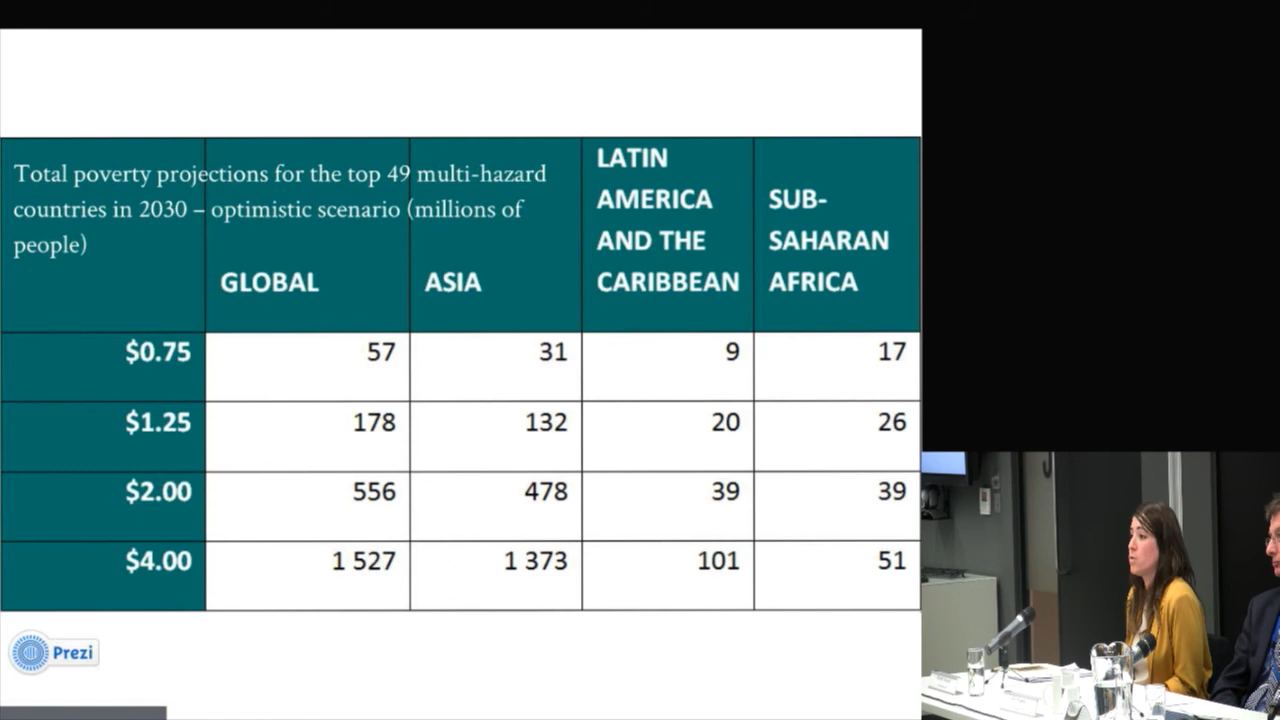 Total poverty projections for the top 49 multi-hazard
countries in 2030 – optimistic scenario (millions of
people)
GLOBAL
ASIA
LATIN
AMERICA
AND THE
CARIBBEAN
SUB-
SAHARAN
AFRICA
$0.75 57 31 9 17
$1.25 178 132 20 26
$2.00 556 478 39 39
$4.00 1 527 1 373 101 51
Prezi